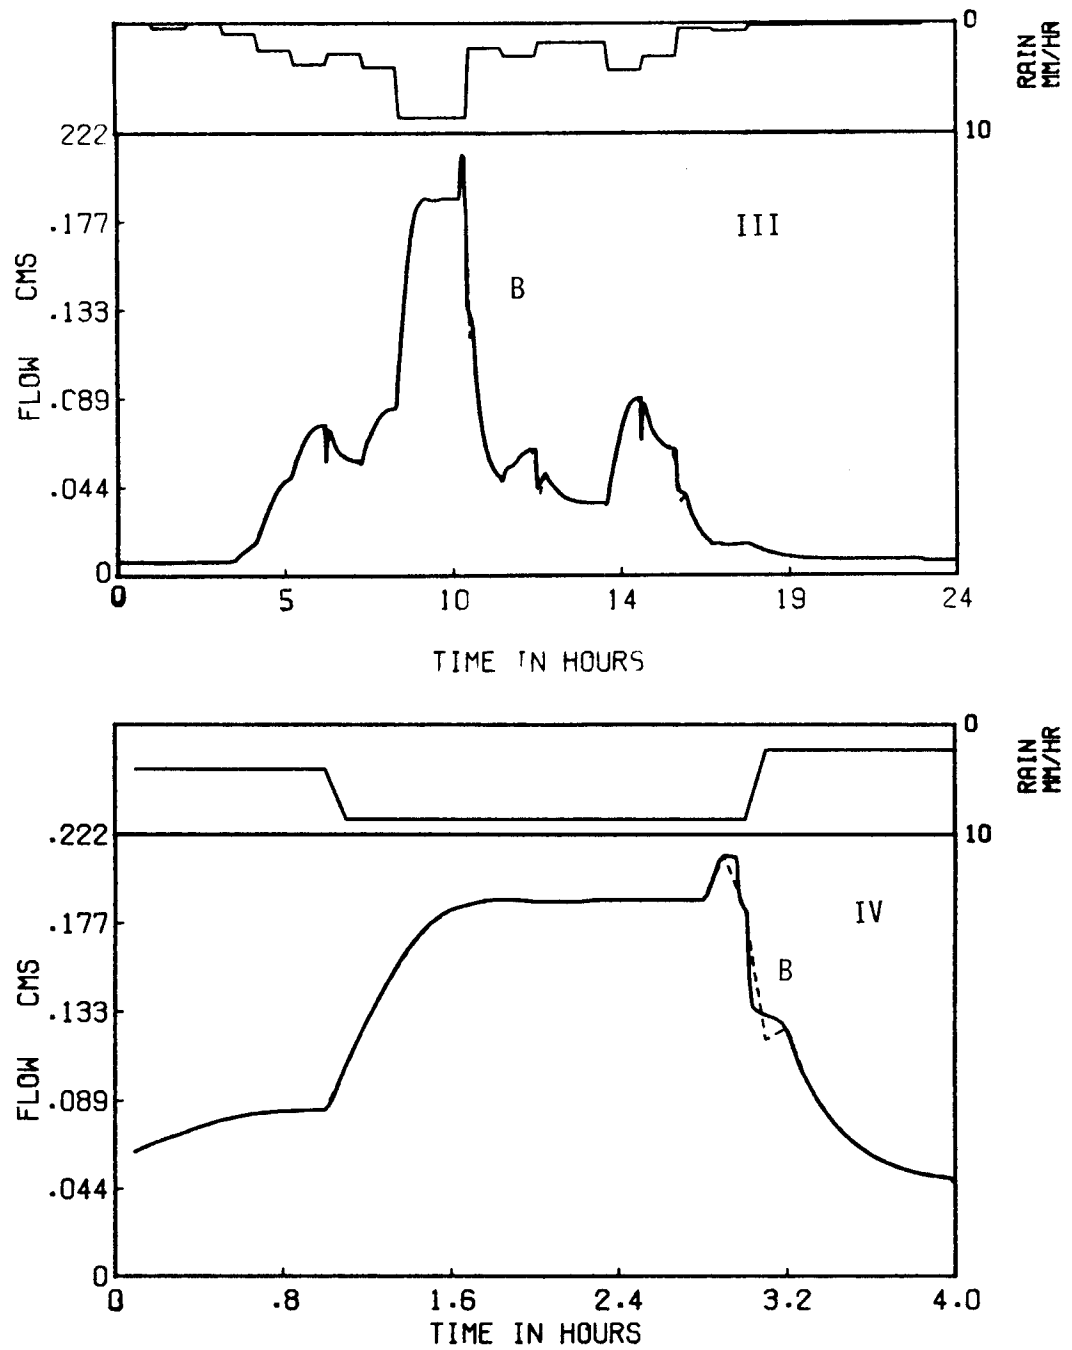 0
RAIN
MM/HR
10
222
.177
.133
.089
.044
0
FLOW CMS
III
B
0
5
10
14
19
24
TIME IN HOURS
0
RAIN
MM/HR
10
.222
.177
.133
.089
.044
0
FLOW CMS
IV
B
0
.8
1.6
2.4
3.2
4.0
TIME IN HOURS